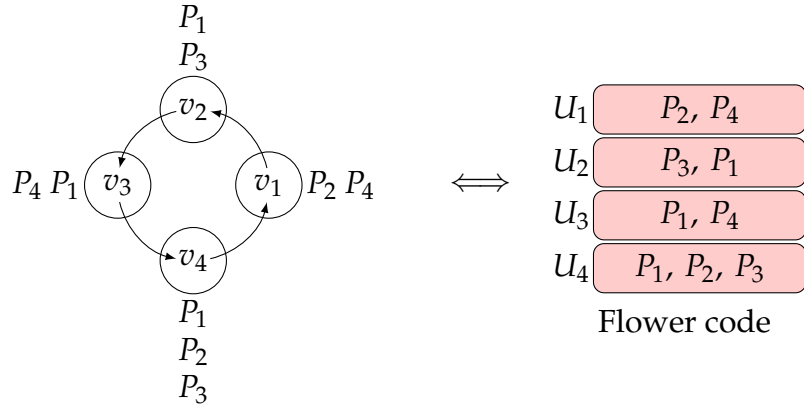 P₁
P₃
v₂
P₄ P₁ v₃
v₁ P₂ P₄
v₄
P₁
P₂
P₃
⟺
U₁ P₂, P₄
U₂ P₃, P₁
U₃ P₁, P₄
U₄ P₁, P₂, P₃
Flower code